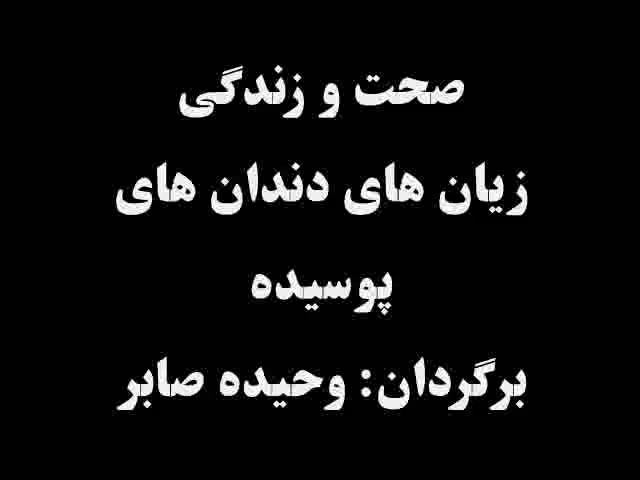 صحت و زندگی
زیان های دندان های
پوسیده
برگردان: وحیده صابر